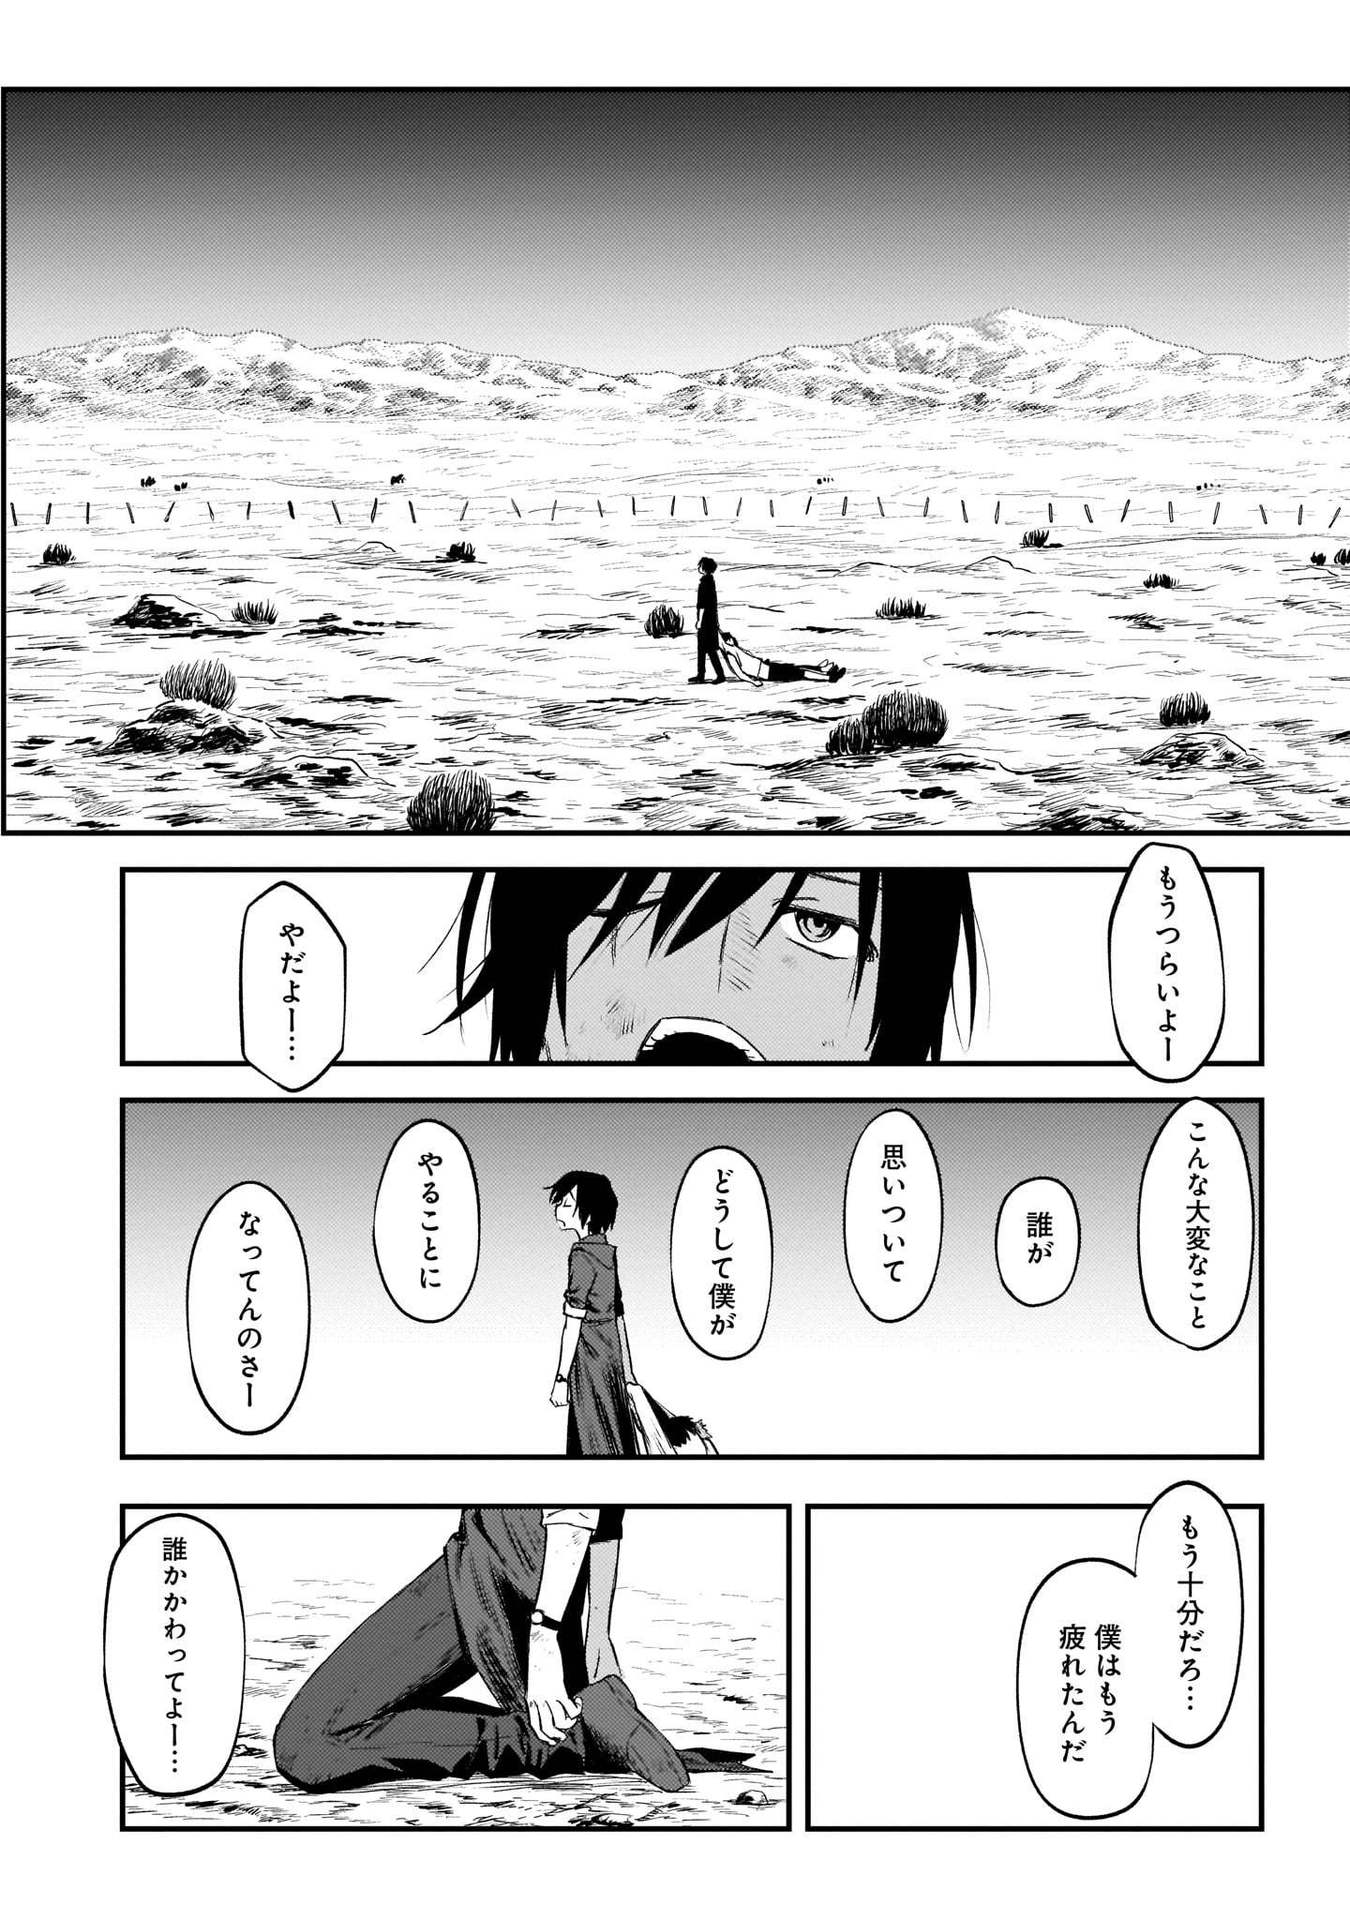 もうつらいよー
やだよー…
こんな大変なこと
誰が
思いついて
どうして僕が
やることに
なってんのさー
もう十分だろ…
僕はもう
疲れたんだ
誰かかわってよー…